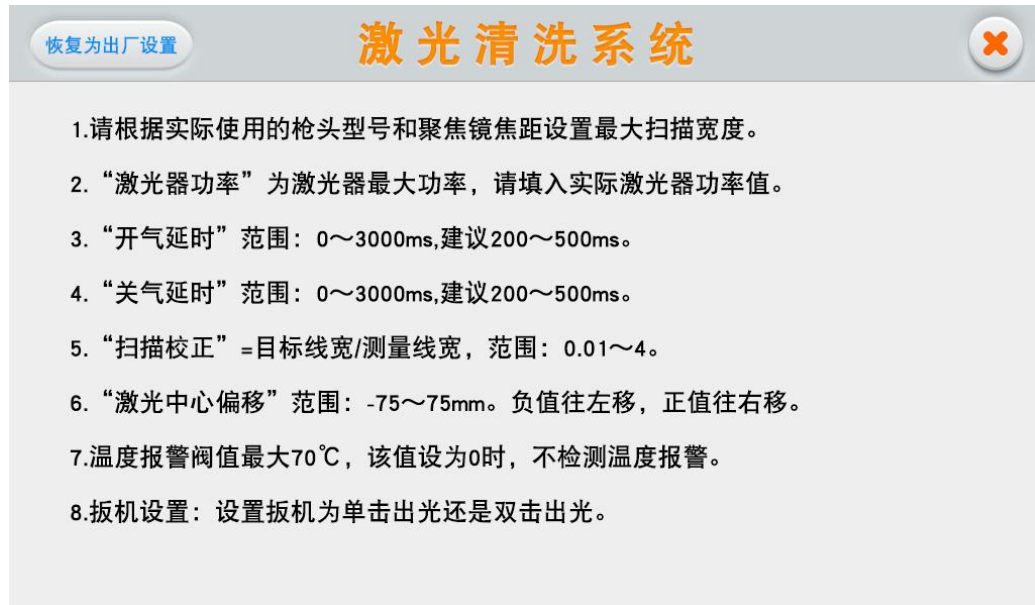 恢复为出厂设置
激光清洗系统
1.请根据实际使用的枪头型号和聚焦镜焦距设置最大扫描宽度。
2.“激光器功率”为激光器最大功率，请填入实际激光器功率值。
3.“开气延时”范围：0～3000ms,建议200～500ms。
4.“关气延时”范围：0～3000ms,建议200～500ms。
5.“扫描校正”=目标线宽/测量线宽，范围：0.01～4。
6.“激光中心偏移”范围：-75～75mm。负值往左移，正值往右移。
7.温度报警阀值最大70℃，该值设为0时，不检测温度报警。
8.扳机设置：设置扳机为单击出光还是双击出光。